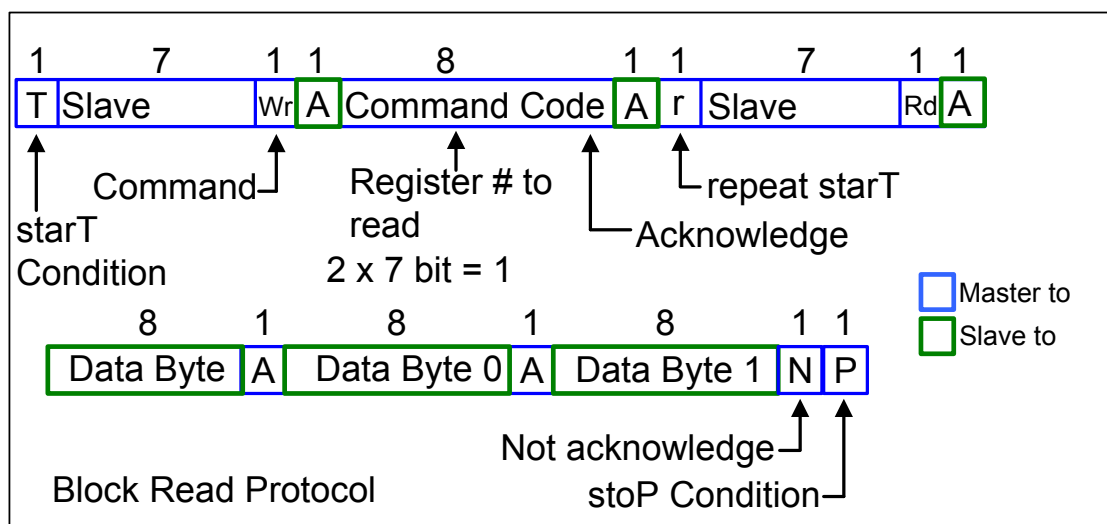 1 7 1 1 8 1 1 7 1 1
T Slave Wr A Command Code A r Slave Rd A
Command
Register # to
read
2 x 7 bit = 1
repeat starT
Acknowledge
starT
Condition
Master to
Slave to
8 1 8 1 8 1 1
Data Byte A Data Byte 0 A Data Byte 1 N P
Not acknowledge
stoP Condition
Block Read Protocol